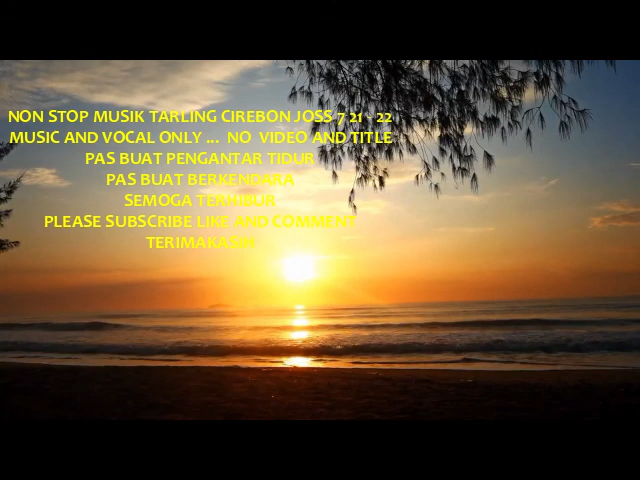 NON STOP MUSIK TARLING CIREBON JOSS 7 21 - 22
MUSIC AND VOCAL ONLY ... NO VIDEO AND TITLE
PAS BUAT PENGANTAR TIDUR
PAS BUAT BERKENDARA
SEMOGA TERHIBUR
PLEASE SUBSCRIBE LIKE AND COMMENT
TERIMAKASIH